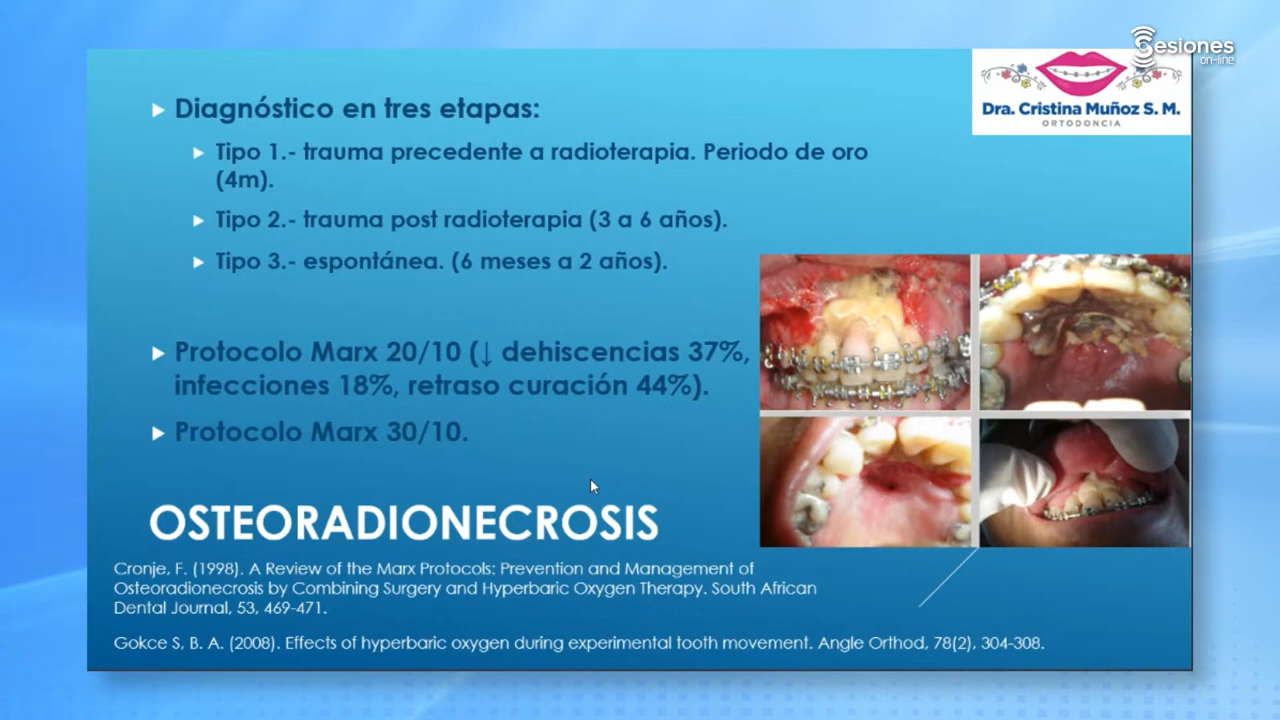 Sesiones
on-line
Dra. Cristina Muñoz S. M.
ORTODONCIA
Diagnóstico en tres etapas:
Tipo 1.- trauma precedente a radioterapia. Periodo de oro
(4m).
Tipo 2.- trauma post radioterapia (3 a 6 años).
Tipo 3.- espontánea. (6 meses a 2 años).
Protocolo Marx 20/10 (↓ dehiscencias 37%,
infecciones 18%, retraso curación 44%).
Protocolo Marx 30/10.
OSTEORADIONECROSIS
Cronje, F. (1998). A Review of the Marx Protocols: Prevention and Management of
Osteoradionecrosis by Combining Surgery and Hyperbaric Oxygen Therapy. South African
Dental Journal, 53, 469-471.
Gokce S, B. A. (2008). Effects of hyperbaric oxygen during experimental tooth movement. Angle Orthod, 78(2), 304-308.